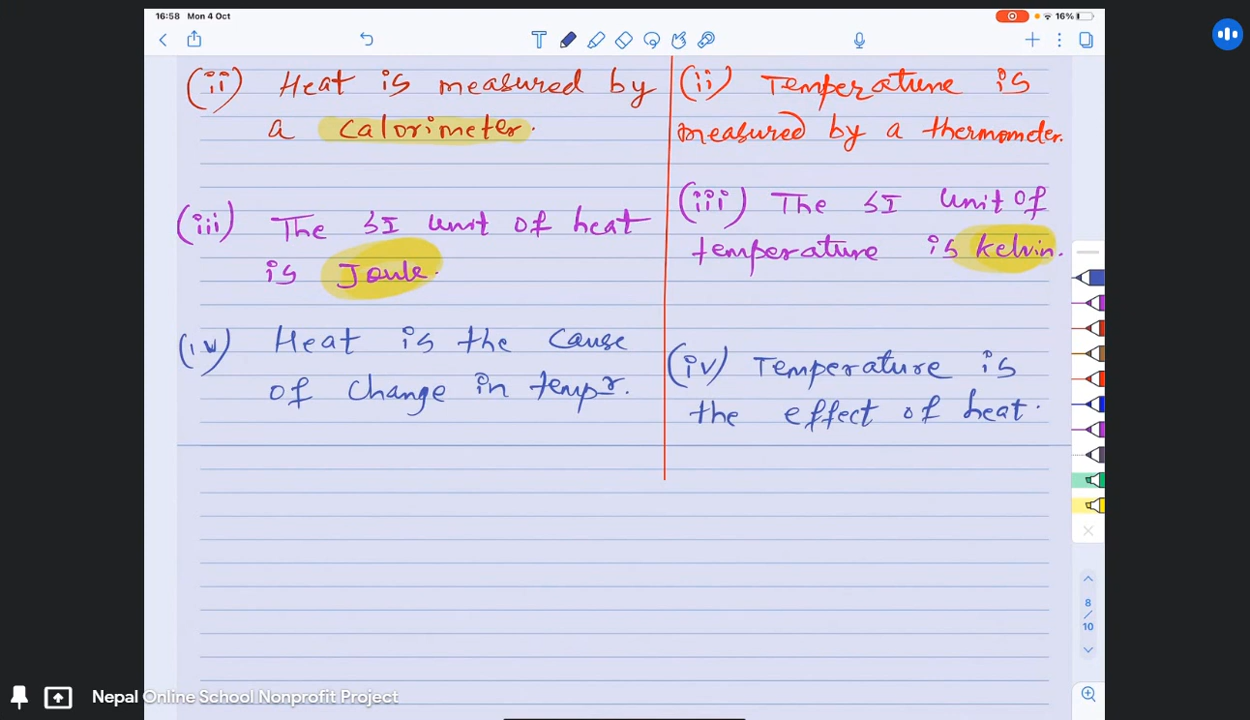 16:58 Mon 4 Oct
16%
(ii) Heat is measured by
a calorimeter.
(iii) The SI unit of heat
is Joule.
(iv) Heat is the cause
of change in tempr.
(ii) Temperature is
measured by a thermometer.
(iii) The SI unit of
temperature is kelvin.
(iv) Temperature is
the effect of heat.
8
/
10
Nepal Online School Nonprofit Project